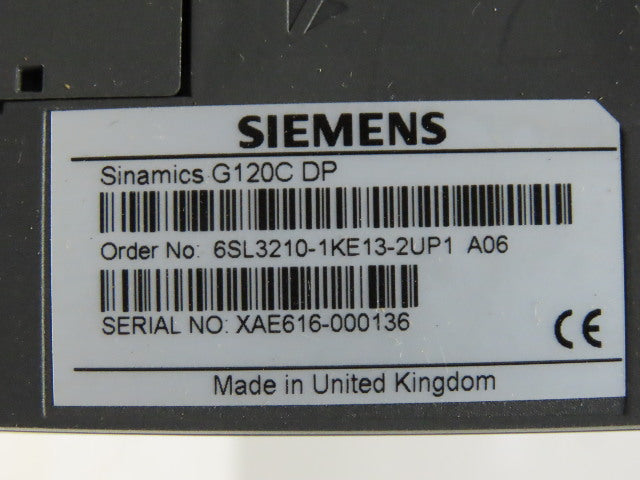 SIEMENS
Sinamics G120C DP
Order No: 6SL3210-1KE13-2UP1 A06
SERIAL NO: XAE616-000136
CE
Made in United Kingdom